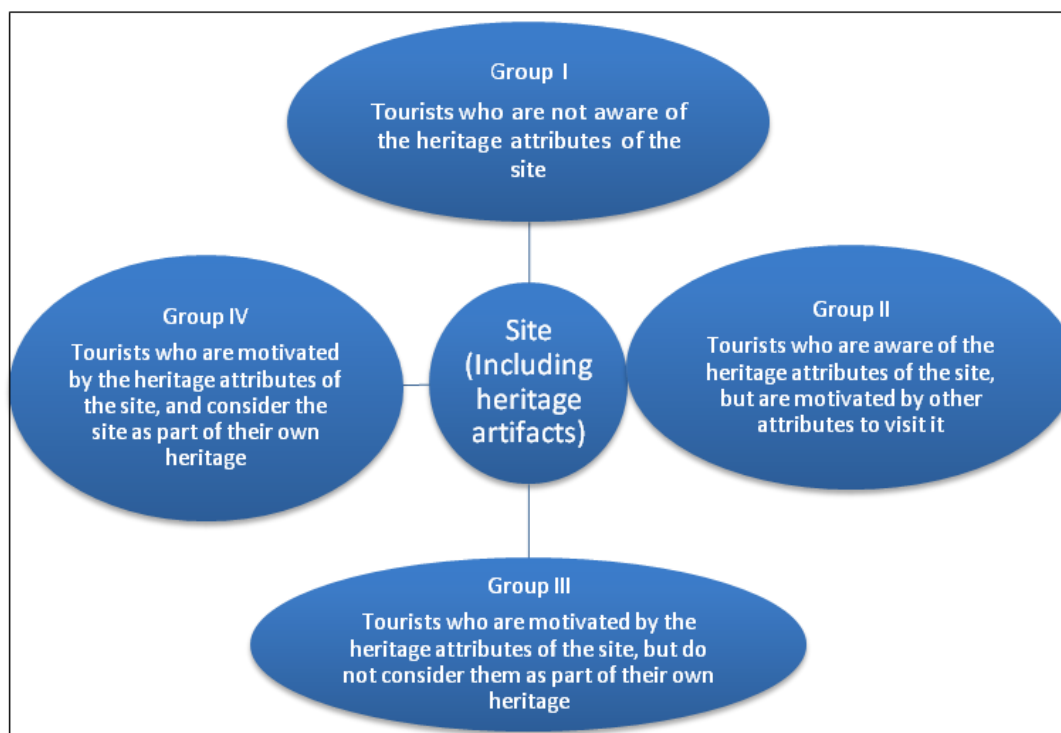 Group I
Tourists who are not aware of
the heritage attributes of the
site
Group IV
Tourists who are motivated
by the heritage attributes of
the site, and consider the
site as part of their own
heritage
Site
(Including
heritage
artifacts)
Group II
Tourists who are aware of the
heritage attributes of the site,
but are motivated by other
attributes to visit it
Group III
Tourists who are motivated by the
heritage attributes of the site, but do
not consider them as part of their own
heritage